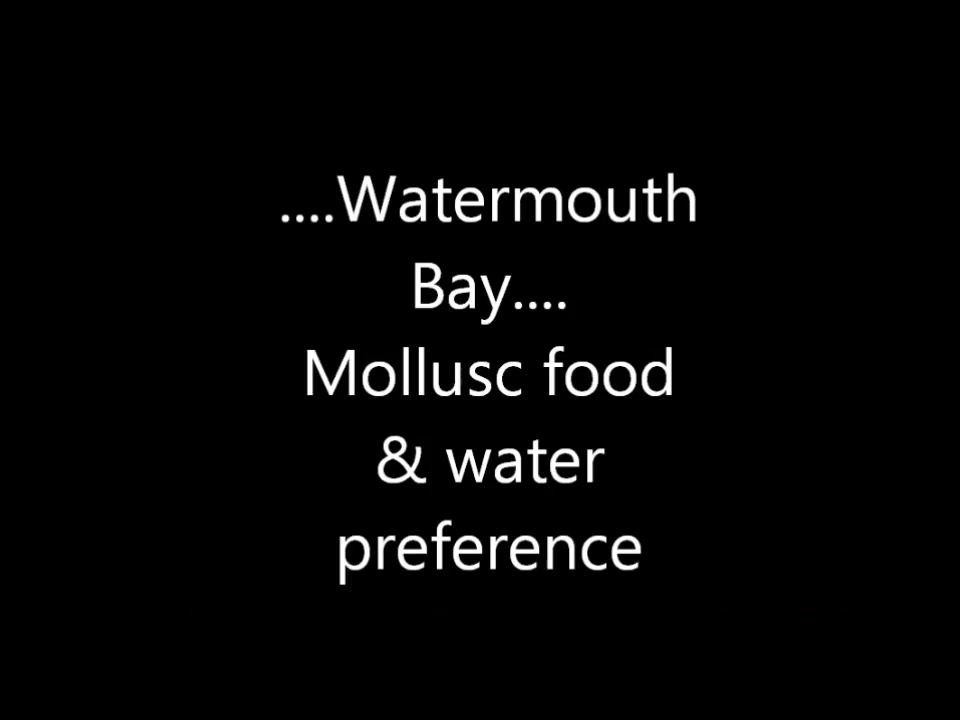 ....Watermouth
Bay....
Mollusc food
& water
preference